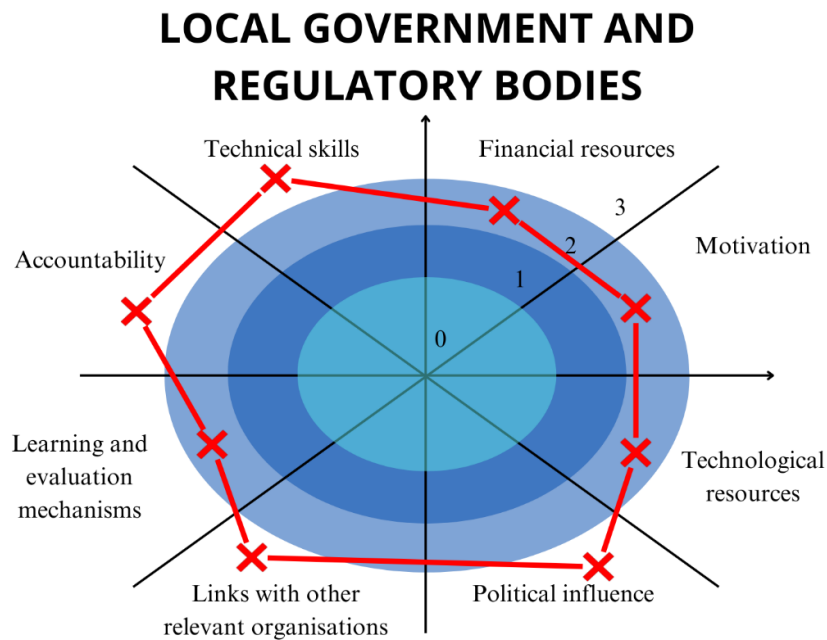 LOCAL GOVERNMENT AND
REGULATORY BODIES
Technical skills
Financial resources
3
2
1
0
Motivation
Accountability
Learning and
evaluation
mechanisms
Technological
resources
Links with other
relevant organisations
Political influence